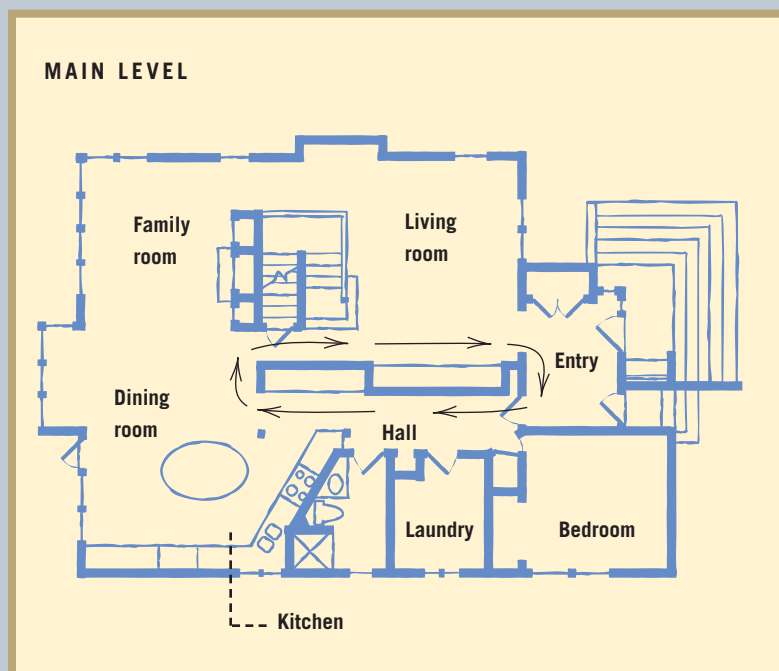 MAIN LEVEL
Family
room
Living
room
Entry
Dining
room
Hall
Laundry
Bedroom
Kitchen